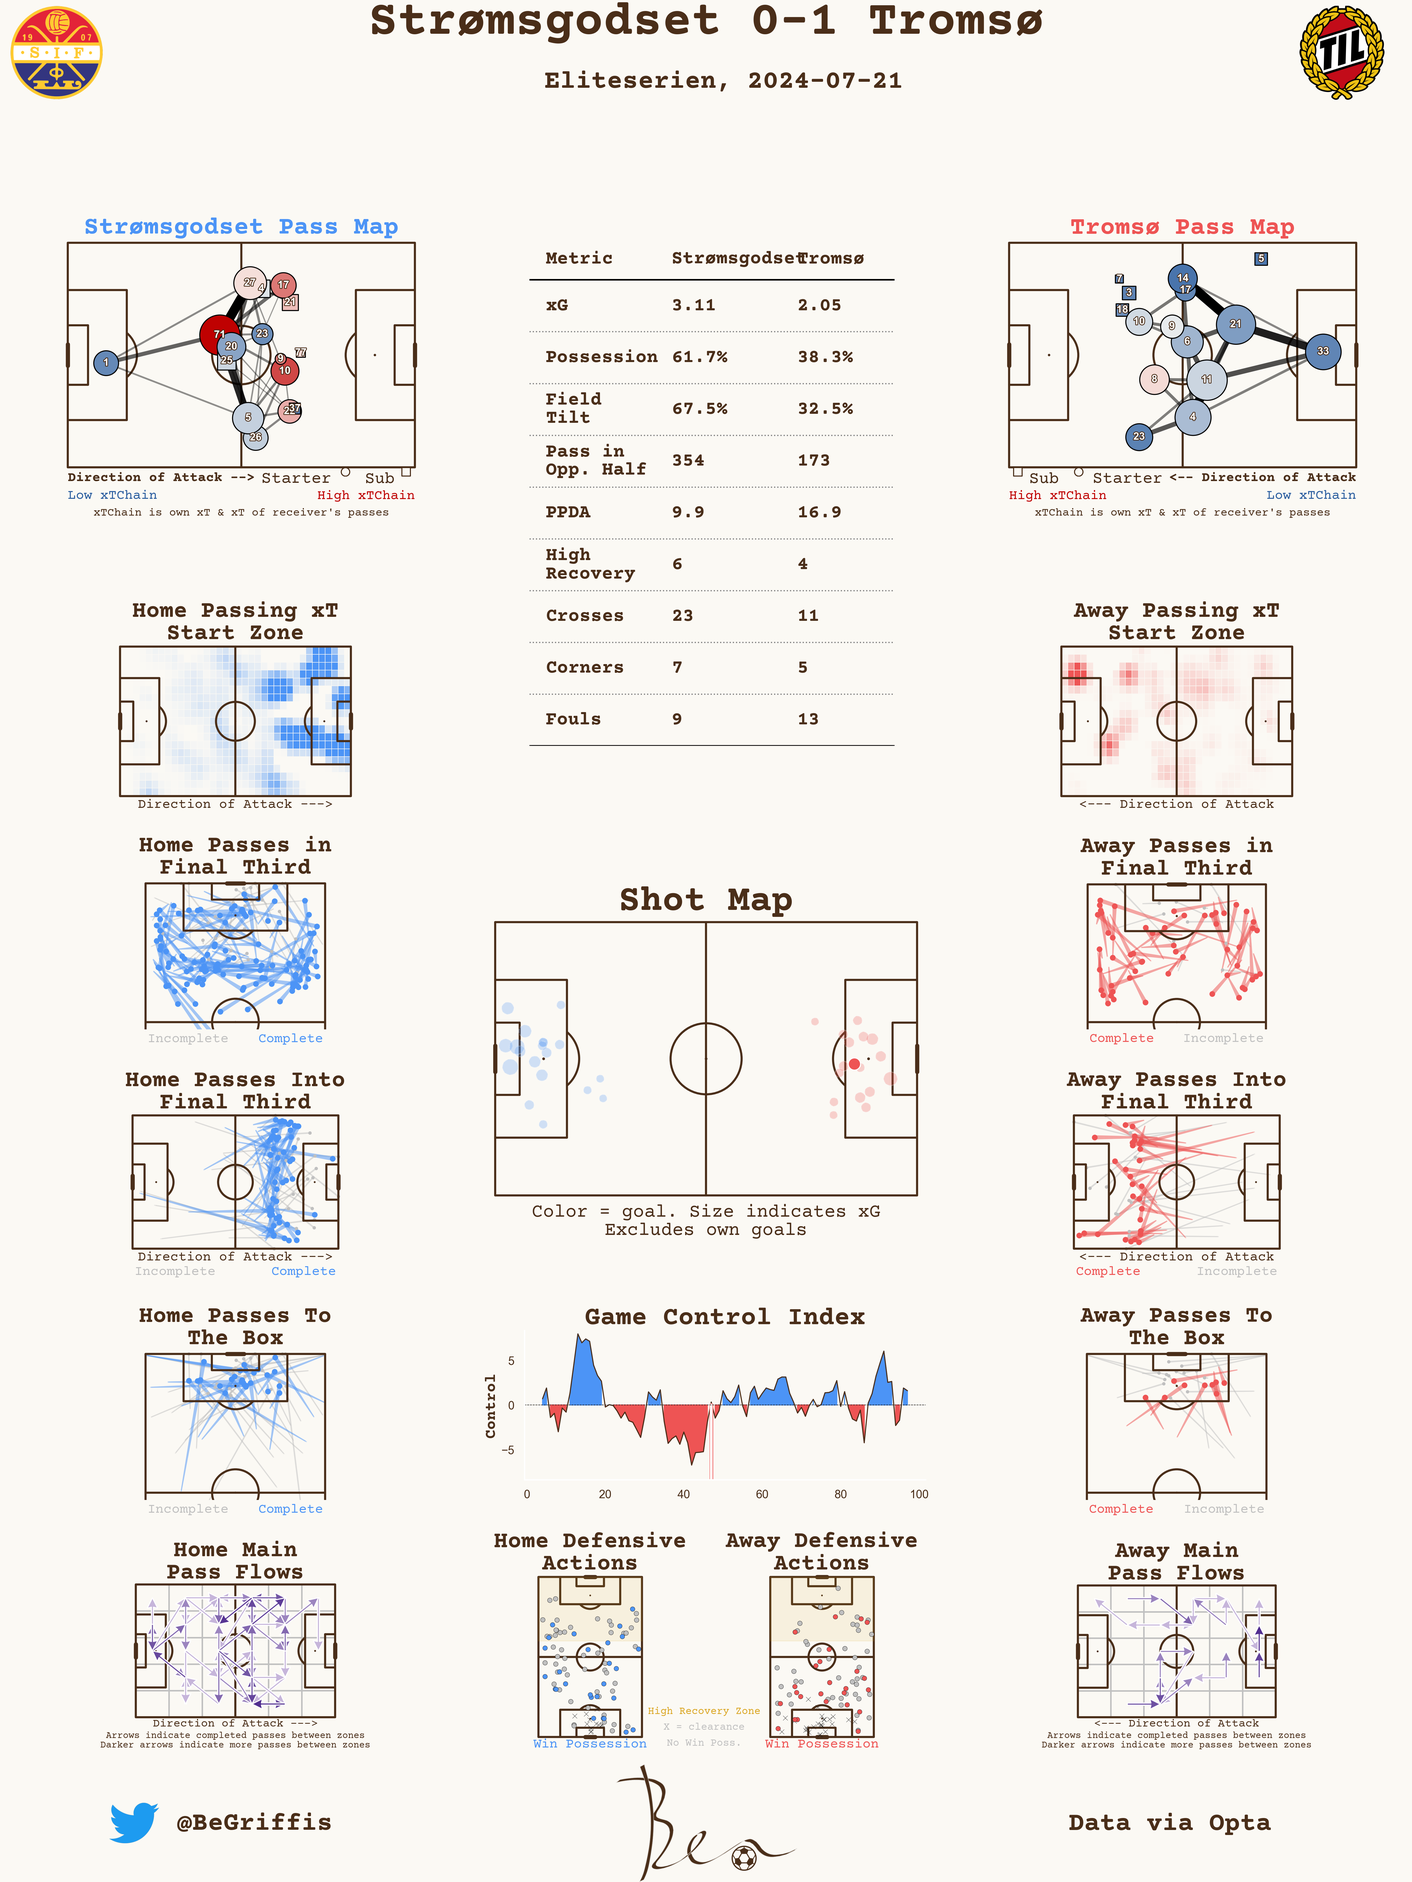 Strømsgodset 0-1 Tromsø
Eliteserien, 2024-07-21
19 07
S.I.F
TIL
Strømsgodset Pass Map
27
4
17
21
71
20
23
25
9
77
10
1
5
26
Direction of Attack --> Starter Sub
Low xTChain High xTChain
xTChain is own xT & xT of receiver's passes
Metric Strømsgodset Tromsø
xG 3.11 2.05
Possession 61.7% 38.3%
Field
Tilt 67.5% 32.5%
Pass in
Opp. Half 354 173
PPDA 9.9 16.9
High
Recovery 6 4
Crosses 23 11
Corners 7 5
Fouls 9 13
Tromsø Pass Map
5
7
14
3
17
18
10
9
21
6
33
8
11
4
23
Sub Starter <-- Direction of Attack
High xTChain Low xTChain
xTChain is own xT & xT of receiver's passes
Home Passing xT
Start Zone
Direction of Attack --->
Away Passing xT
Start Zone
<--- Direction of Attack
Home Passes in
Final Third
Incomplete Complete
Away Passes in
Final Third
Complete Incomplete
Shot Map
Color = goal. Size indicates xG
Excludes own goals
Home Passes Into
Final Third
Direction of Attack --->
Incomplete Complete
Away Passes Into
Final Third
<--- Direction of Attack
Complete Incomplete
Home Passes To
The Box
Incomplete Complete
Game Control Index
Control
5
0
−5
0 20 40 60 80 100
Away Passes To
The Box
Complete Incomplete
Home Main
Pass Flows
Direction of Attack --->
Arrows indicate completed passes between zones
Darker arrows indicate more passes between zones
Home Defensive
Actions
Win Possession
Away Defensive
Actions
Win Possession
High Recovery Zone
X = clearance
No Win Poss.
Away Main
Pass Flows
<--- Direction of Attack
Arrows indicate completed passes between zones
Darker arrows indicate more passes between zones
@BeGriffis
Ben
Data via Opta